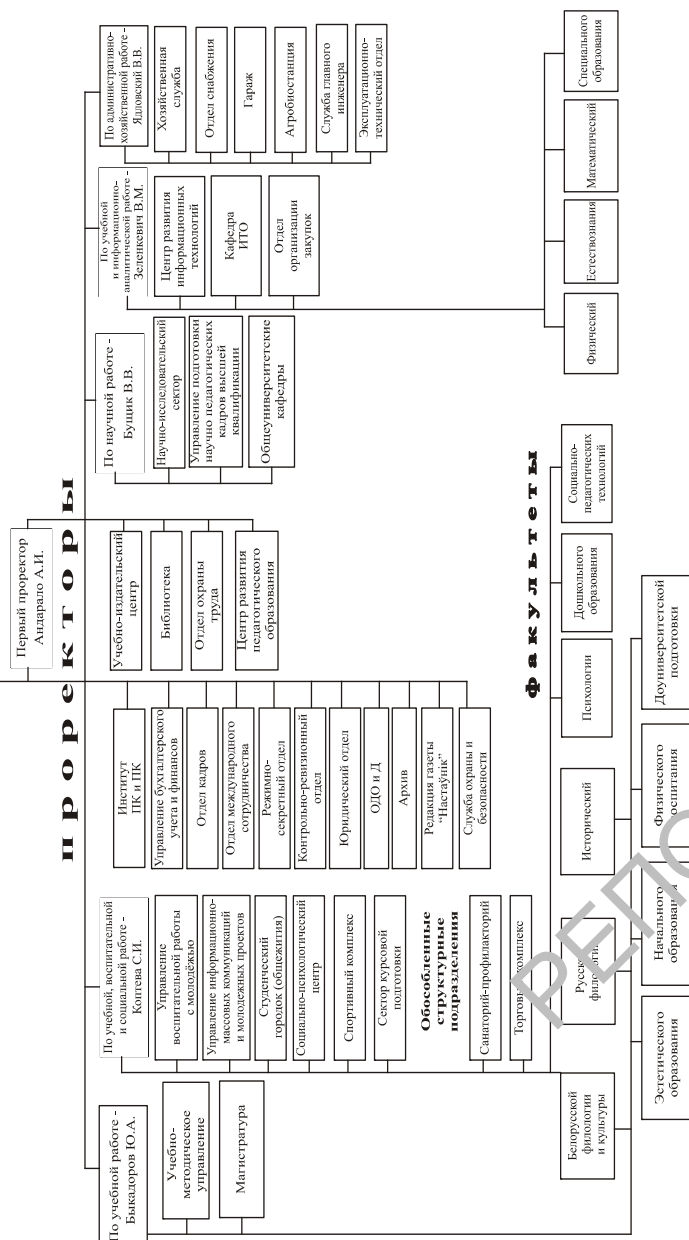 Первый проректор
Андарало А.И.
проректоры
По учебной работе -
Быкадоров Ю.А.
Учебно-
методическое
управление
Магистратура
По учебной, воспитательной
и социальной работе -
Коптева С.И.
Управление
воспитательной работы
с молодёжью
Управление информационно-
массовых коммуникаций
и молодежных проектов
Студенческий
городок (общежития)
Социально-психологический
центр
Спортивный комплекс
Сектор курсовой
подготовки
Обособленные
структурные
подразделения
Санаторий-профилакторий
Торговый комплекс
Институт
ПК и ПК
Управление бухгалтерского
учета и финансов
Отдел кадров
Отдел международного
сотрудничества
Режимно-
секретный отдел
Контрольно-ревизионный
отдел
Юридический отдел
ОДО и Д
Архив
Редакция газеты
“Настаўнік”
Служба охраны и
безопасности
Учебно-издательский
центр
Библиотека
Отдел охраны
труда
Центр развития
педагогического
образования
По научной работе -
Бущик В.В.
Научно-исследовательский
сектор
Управление подготовки
научно педагогических
кадров высшей
квалификации
Общеуниверситетские
кафедры
По учебной
и информационно-
аналитической работе -
Зеленкевич В.М.
Центр развития
информационных
технологий
Кафедра
ИТО
Отдел
организации
закупок
По административно-
хозяйственной работе -
Ядловский В.В.
Хозяйственная
служба
Отдел снабжения
Гараж
Агробиостанция
Служба главного
инженера
Эксплуатационно-
технический отдел
факультеты
Белорусской
филологии
и культуры
Русской
филологии
Исторический
Психологии
Дошкольного
образования
Социально-
педагогических
технологий
Физический
Естествознания
Математический
Специального
образования
Эстетического
образования
Начального
образования
Физического
воспитания
Доуниверситетской
подготовки
РЕПО